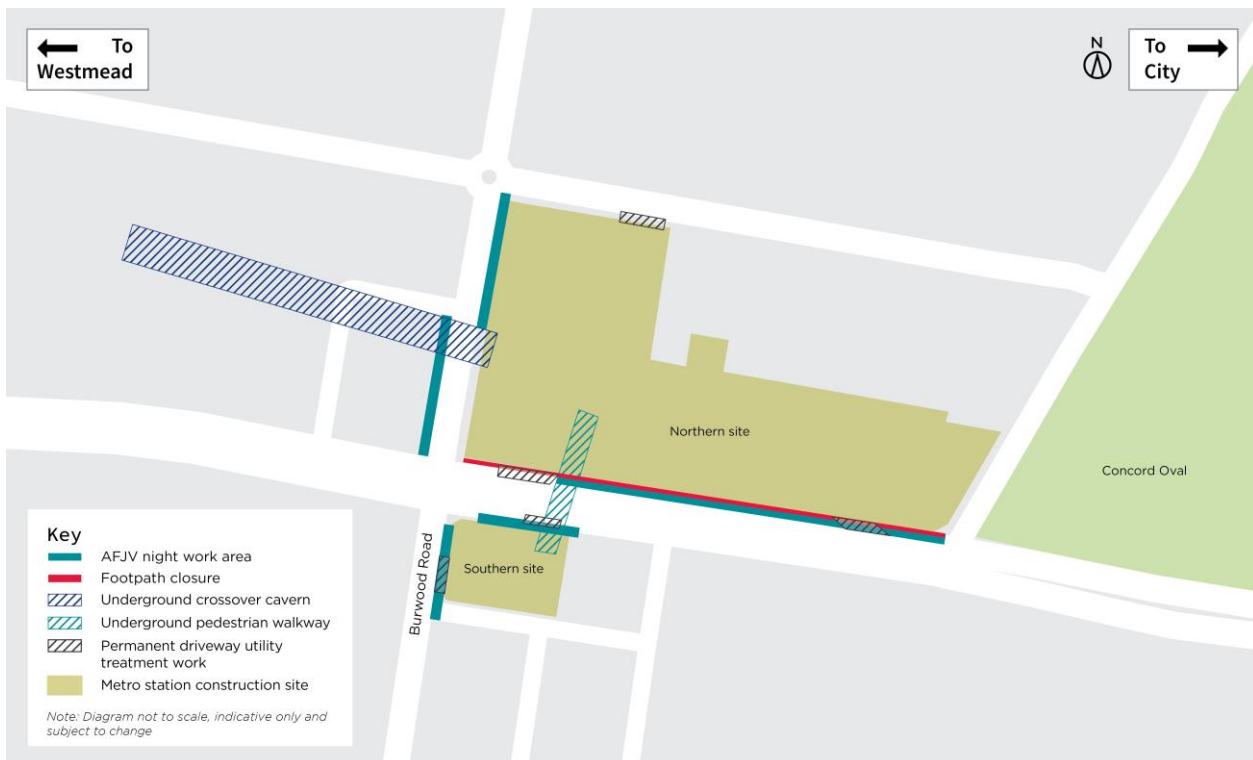 To
Westmead
N
To
City
Northern site
Concord Oval
Southern site
Burwood Road
Key
AFJV night work area
Footpath closure
Underground crossover cavern
Underground pedestrian walkway
Permanent driveway utility
treatment work
Metro station construction site
Note: Diagram not to scale, indicative only and
subject to change